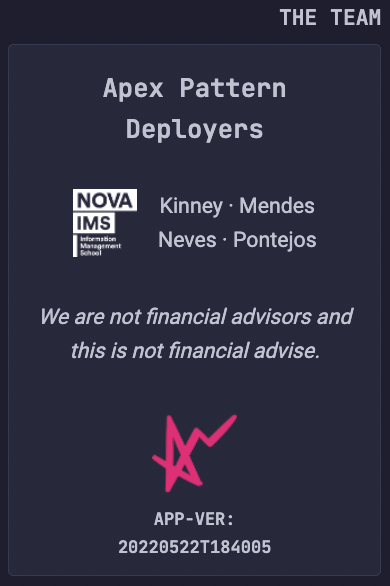 THE TEAM
Apex Pattern
Deployers
NOVA
IMS
Information
Management
School
Kinney · Mendes
Neves · Pontejos
We are not financial advisors and
this is not financial advise.
APP-VER:
20220522T184005